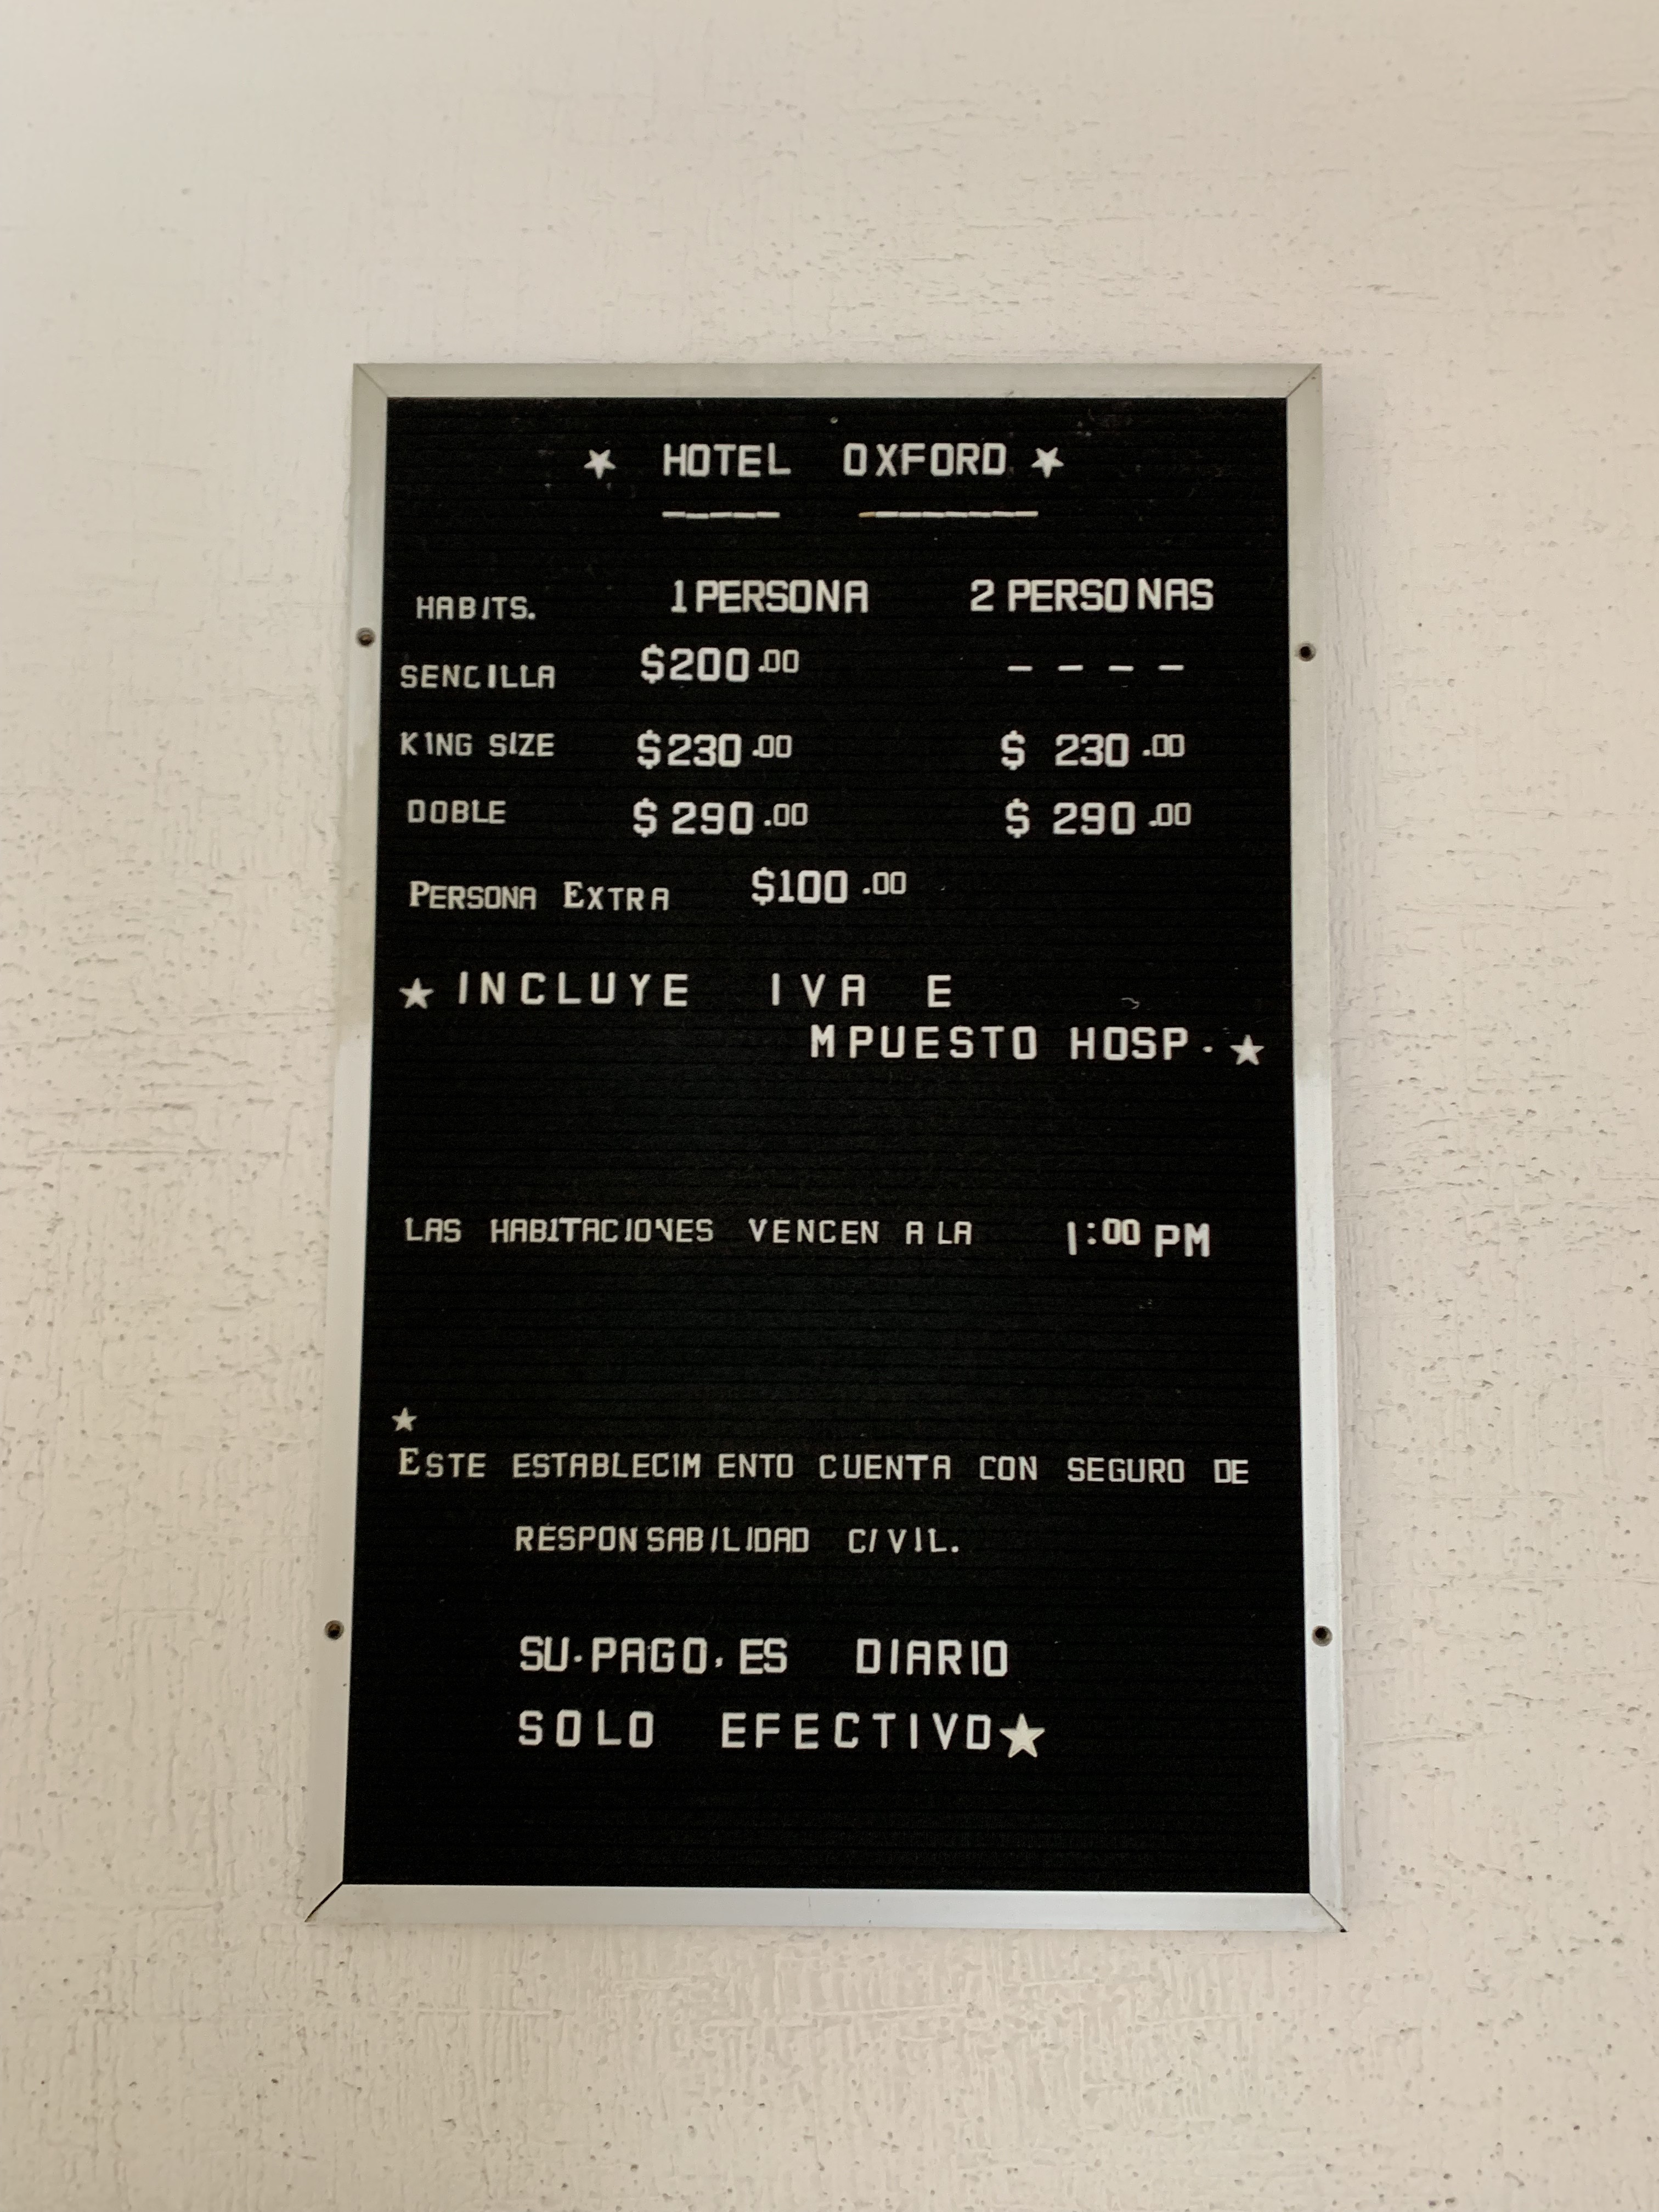 ★ HOTEL OXFORD ★
HABITS. 1 PERSONA 2 PERSONAS
SENCILLA $200.00 – – – –
KING SIZE $230.00 $ 230.00
DOBLE $ 290.00 $ 290.00
PERSONA EXTRA $100.00
★ INCLUYE IVA E
MPUESTO HOSP. ★
LAS HABITACIONES VENCEN A LA 1:00 PM
★
ESTE ESTABLECIM ENTO CUENTA CON SEGURO DE
RESPONSABILIDAD CIVIL.
SU.PAGO,ES DIARIO
SOLO EFECTIVO★